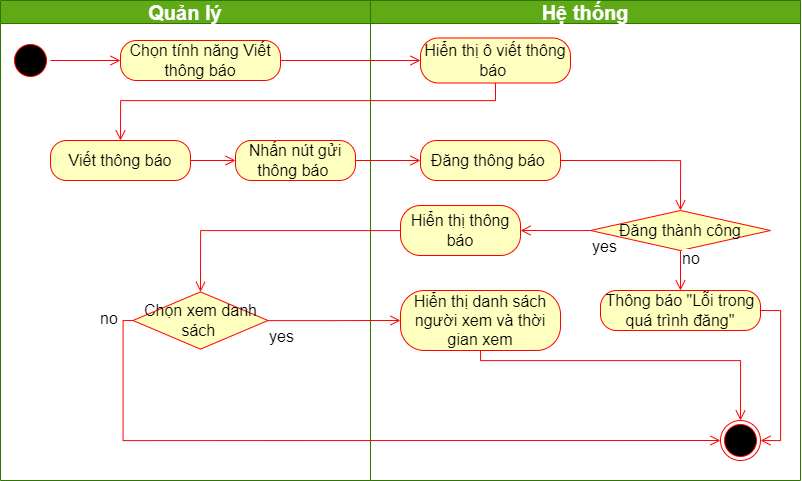 Quản lý
Hệ thống
Chọn tính năng Viết
thông báo
Hiển thị ô viết thông
báo
Viết thông báo
Nhấn nút gửi
thông báo
Đăng thông báo
Hiển thị thông
báo
yes
Đăng thành công
no
no
Chọn xem danh
sách
yes
Hiển thị danh sách
người xem và thời
gian xem
Thông báo "Lỗi trong
quá trình đăng"